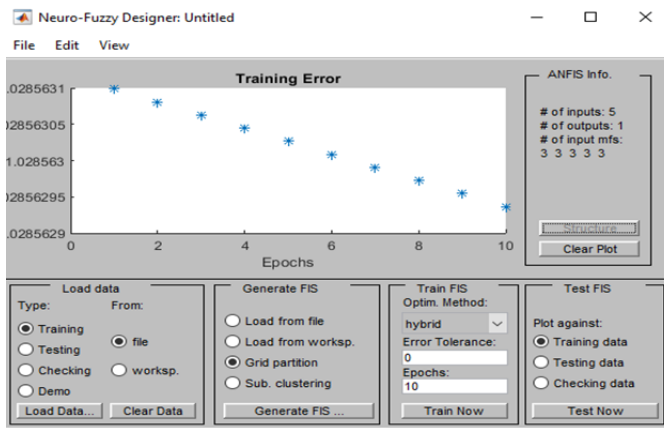 Neuro-Fuzzy Designer: Untitled
File Edit View
Training Error
.0285631
02856305
1.028563
02856295
.0285629
0 2 4 6 8 10
Epochs
ANFIS Info.
# of inputs: 5
# of outputs: 1
# of input mfs:
3 3 3 3 3
Structure
Clear Plot
Load data
Type: From:
Training
Testing
Checking
Demo
file
worksp.
Load Data... Clear Data
Generate FIS
Load from file
Load from worksp.
Grid partition
Sub. clustering
Generate FIS ...
Train FIS
Optim. Method:
hybrid
Error Tolerance:
0
Epochs:
10
Train Now
Test FIS
Plot against:
Training data
Testing data
Checking data
Test Now